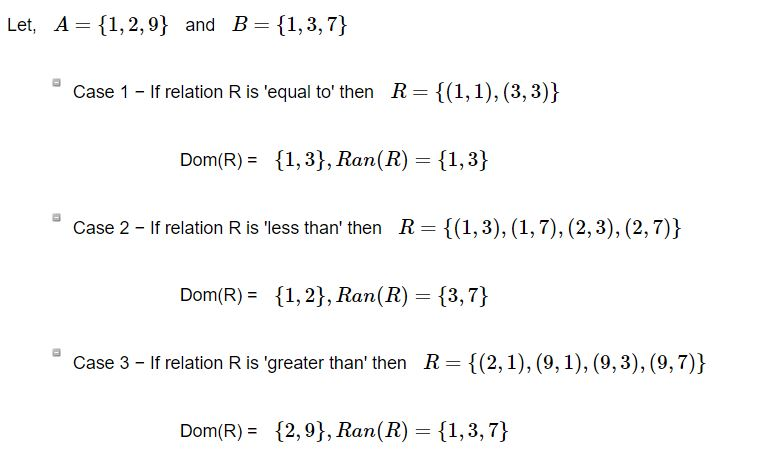 Let, A = {1, 2, 9} and B = {1, 3, 7}
Case 1 − If relation R is 'equal to' then R = {(1, 1), (3, 3)}
Dom(R) = {1, 3}, Ran(R) = {1, 3}
Case 2 − If relation R is 'less than' then R = {(1, 3), (1, 7), (2, 3), (2, 7)}
Dom(R) = {1, 2}, Ran(R) = {3, 7}
Case 3 − If relation R is 'greater than' then R = {(2, 1), (9, 1), (9, 3), (9, 7)}
Dom(R) = {2, 9}, Ran(R) = {1, 3, 7}